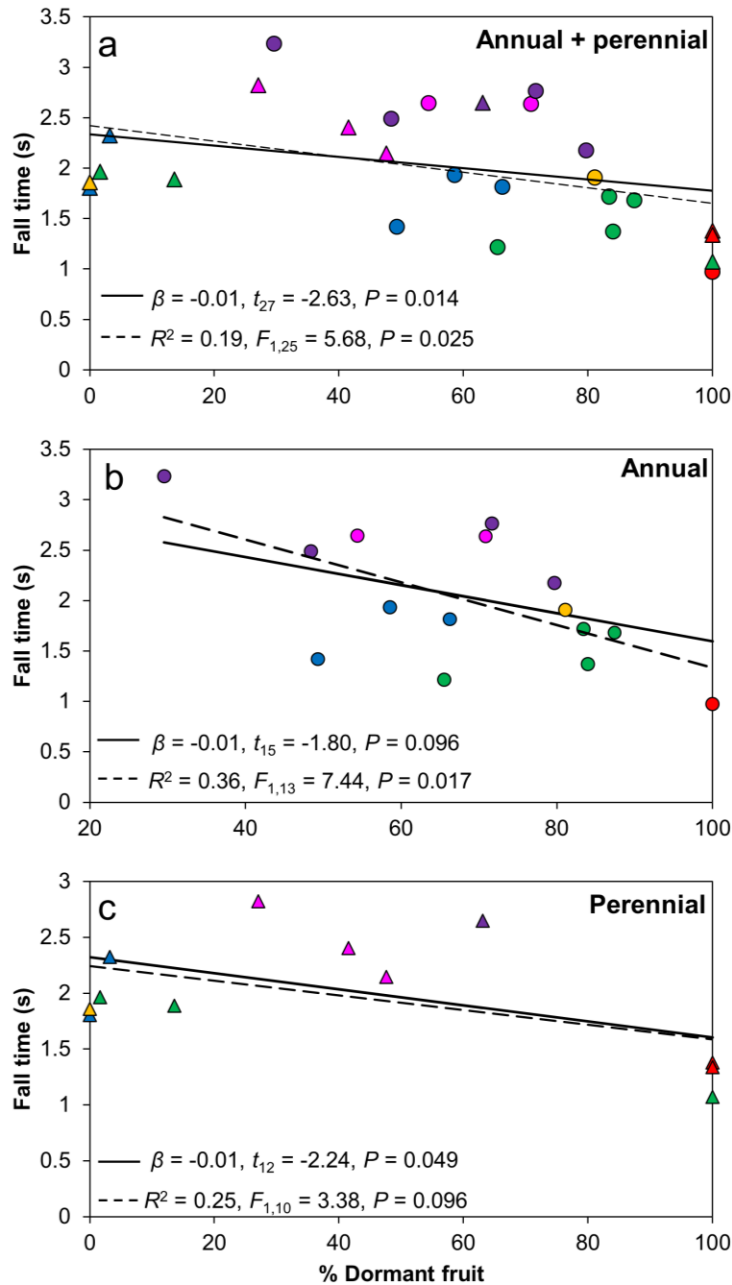 a
Annual + perennial
3.5
3
2.5
2
1.5
1
0.5
0
Fall time (s)
β = -0.01, t27 = -2.63, P = 0.014
R² = 0.19, F1,25 = 5.68, P = 0.025
0 20 40 60 80 100
b
Annual
3.5
3
2.5
2
1.5
1
0.5
0
Fall time (s)
β = -0.01, t15 = -1.80, P = 0.096
R² = 0.36, F1,13 = 7.44, P = 0.017
20 40 60 80 100
c
Perennial
3
2.5
2
1.5
1
0.5
0
Fall time (s)
β = -0.01, t12 = -2.24, P = 0.049
R² = 0.25, F1,10 = 3.38, P = 0.096
0 20 40 60 80 100
% Dormant fruit